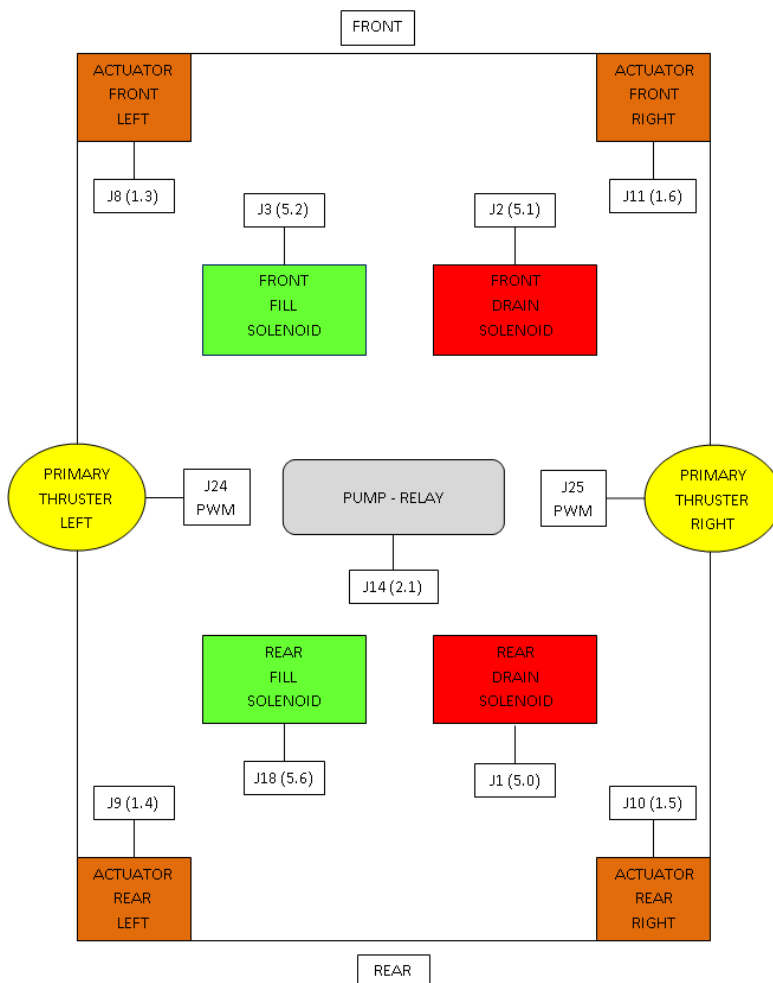 FRONT
ACTUATOR
FRONT
LEFT
ACTUATOR
FRONT
RIGHT
J8 (1.3)
J3 (5.2)
J2 (5.1)
J11 (1.6)
FRONT
FILL
SOLENOID
FRONT
DRAIN
SOLENOID
PRIMARY
THRUSTER
LEFT
J24
PWM
PUMP - RELAY
J25
PWM
PRIMARY
THRUSTER
RIGHT
J14 (2.1)
REAR
FILL
SOLENOID
REAR
DRAIN
SOLENOID
J18 (5.6)
J1 (5.0)
J9 (1.4)
J10 (1.5)
ACTUATOR
REAR
LEFT
ACTUATOR
REAR
RIGHT
REAR